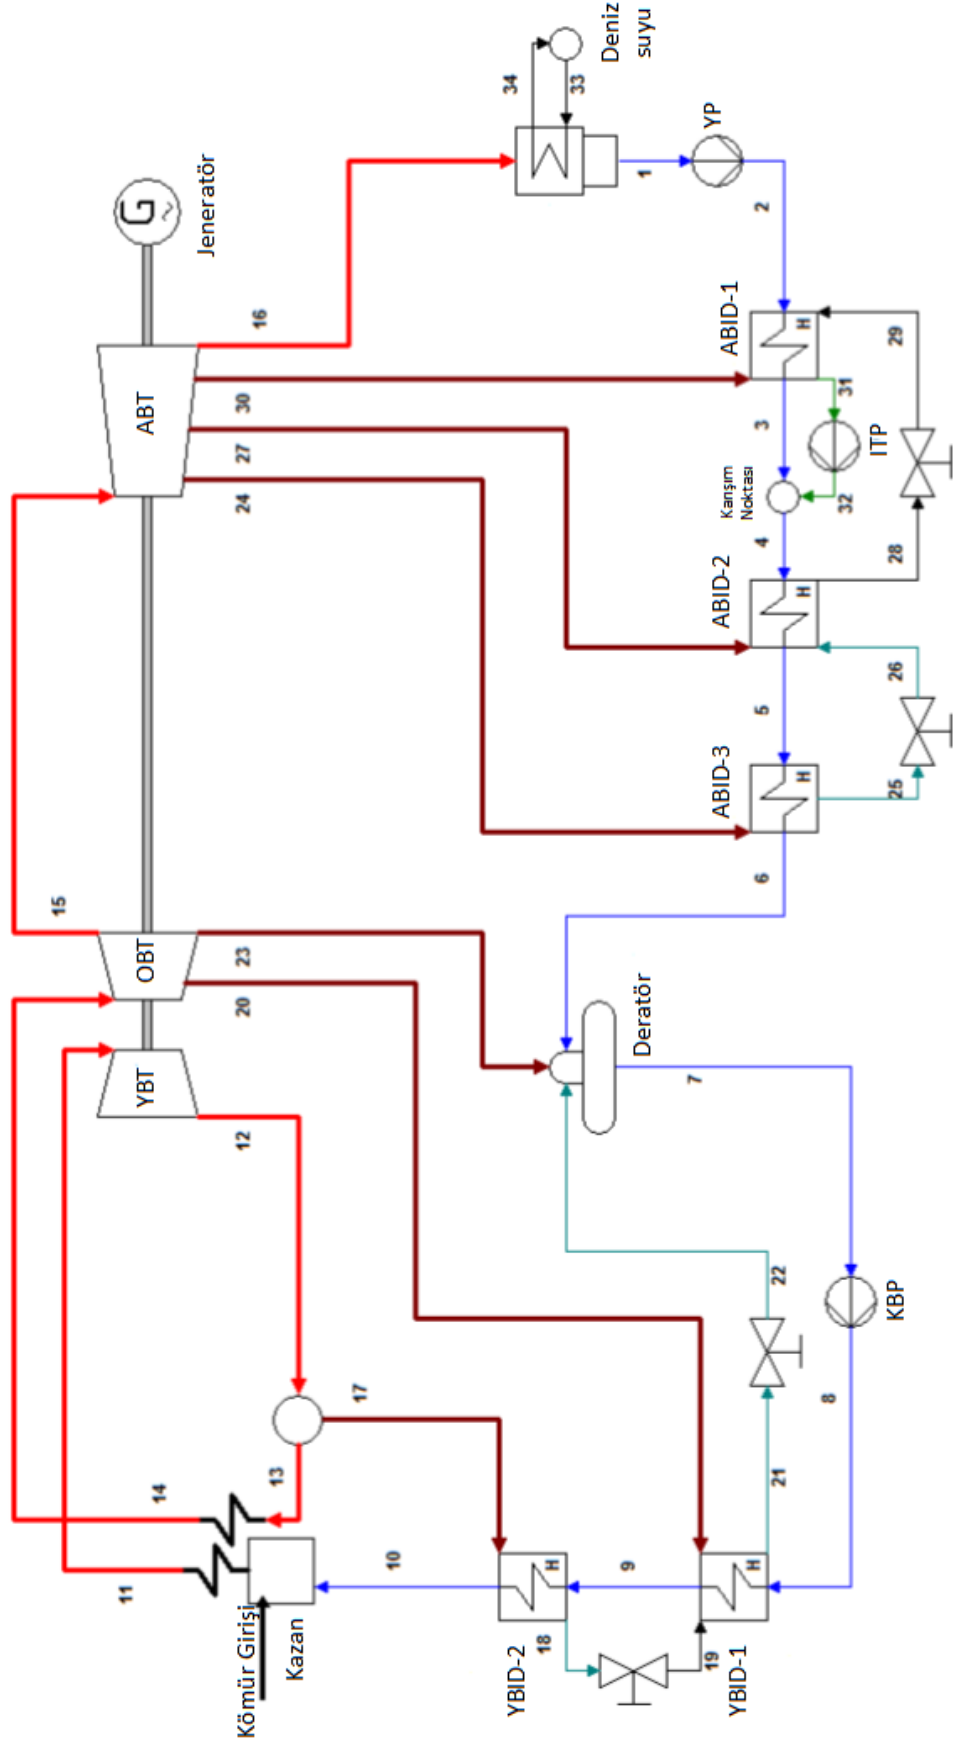 15
11
14
YBT
OBT
ABT
G
~
Jeneratör
Kömür Girişi
12
20
23
24
27
30
16
13
Kazan
17
10
34
YBID-2
18
H
33
Deniz
suyu
9
Deratör
1
7
19
YBID-1
YP
ABID-3
ABID-2
ABID-1
Karışım
Noktası
H
6
5
4
3
2
21
22
H
H
H
8
32
31
ITP
KBP
25
26
28
29